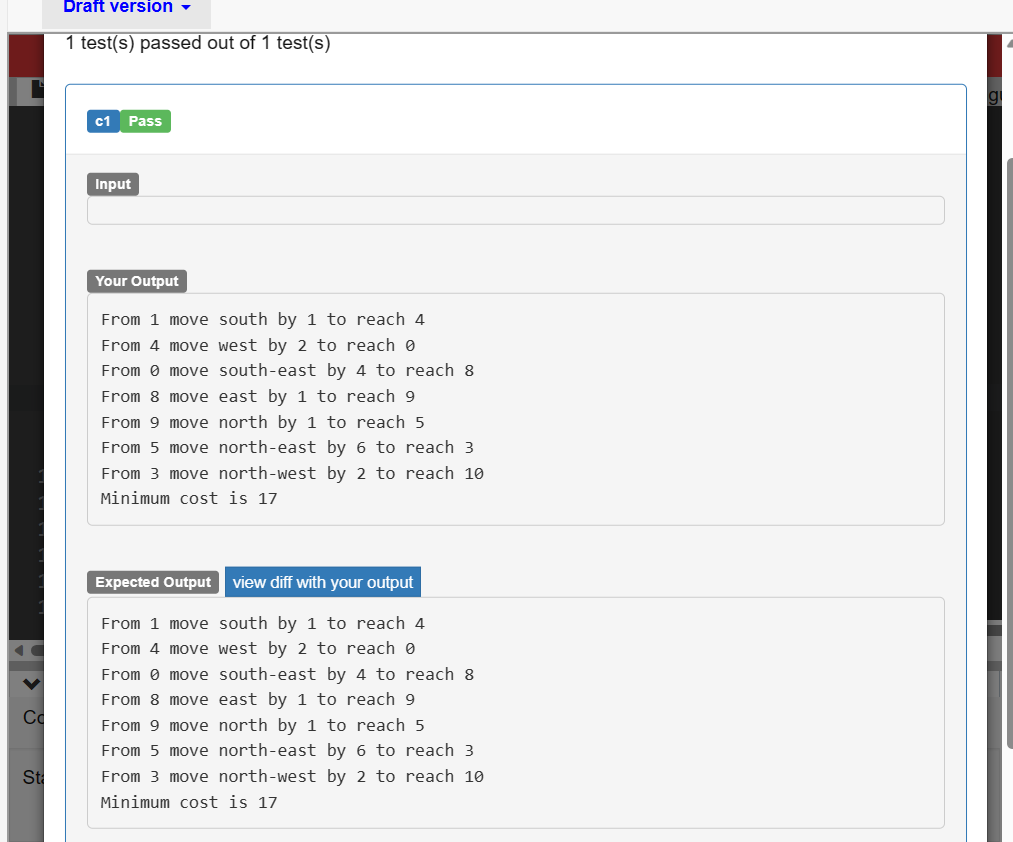 Draft version
1 test(s) passed out of 1 test(s)
c1 Pass
Input
Your Output
From 1 move south by 1 to reach 4
From 4 move west by 2 to reach 0
From 0 move south-east by 4 to reach 8
From 8 move east by 1 to reach 9
From 9 move north by 1 to reach 5
From 5 move north-east by 6 to reach 3
From 3 move north-west by 2 to reach 10
Minimum cost is 17
Expected Output view diff with your output
From 1 move south by 1 to reach 4
From 4 move west by 2 to reach 0
From 0 move south-east by 4 to reach 8
From 8 move east by 1 to reach 9
From 9 move north by 1 to reach 5
From 5 move north-east by 6 to reach 3
From 3 move north-west by 2 to reach 10
Minimum cost is 17